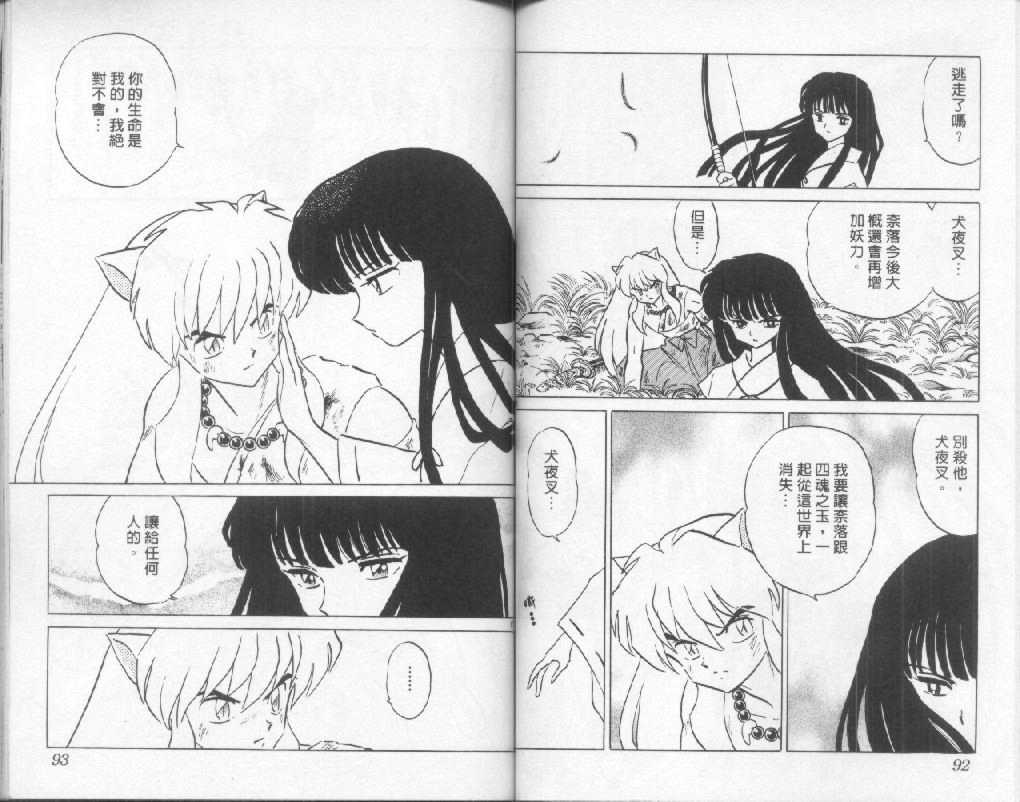 逃走了嗎？
犬夜叉…
奈落今後大
概還會再增
加妖力。
但是…
別殺他，
犬夜叉。
我要讓奈落跟
四魂之玉，一
起從這世界上
消失…
犬夜叉…
92
你的生命是
我的，我絕
對不會…
讓給任何
人的。
……
93